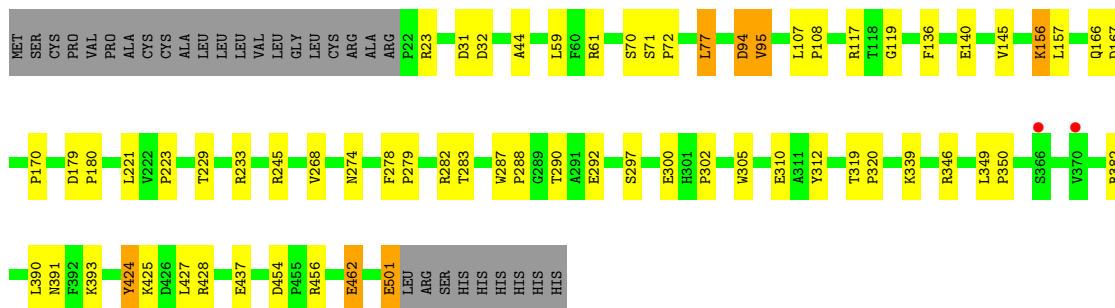 MET SER CYS PRO VAL PRO ALA CYS CYS ALA LEU LEU LEU VAL LEU GLY LEU CYS ARG ALA ARG P22 R23 D31 D32 A44 L59 F60 R61 S70 S71 P72 L77 D94 V95 L107 P108 R117 T118 G119 F136 E140 V145 K156 L157 Q166
P170 D179 P180 L221 V222 P223 T229 R233 R245 V268 N274 F278 P279 R282 T283 W287 P288 G289 T290 A291 E292 S297 E300 H301 P302 W305 E310 A311 Y312 T319 P320 K339 R346 L349 P350 S366 V370
L390 N391 F392 K393 Y424 K425 D426 L427 R428 E437 D454 P455 R456 E462 E501 LEU ARG SER HIS HIS HIS HIS HIS HIS